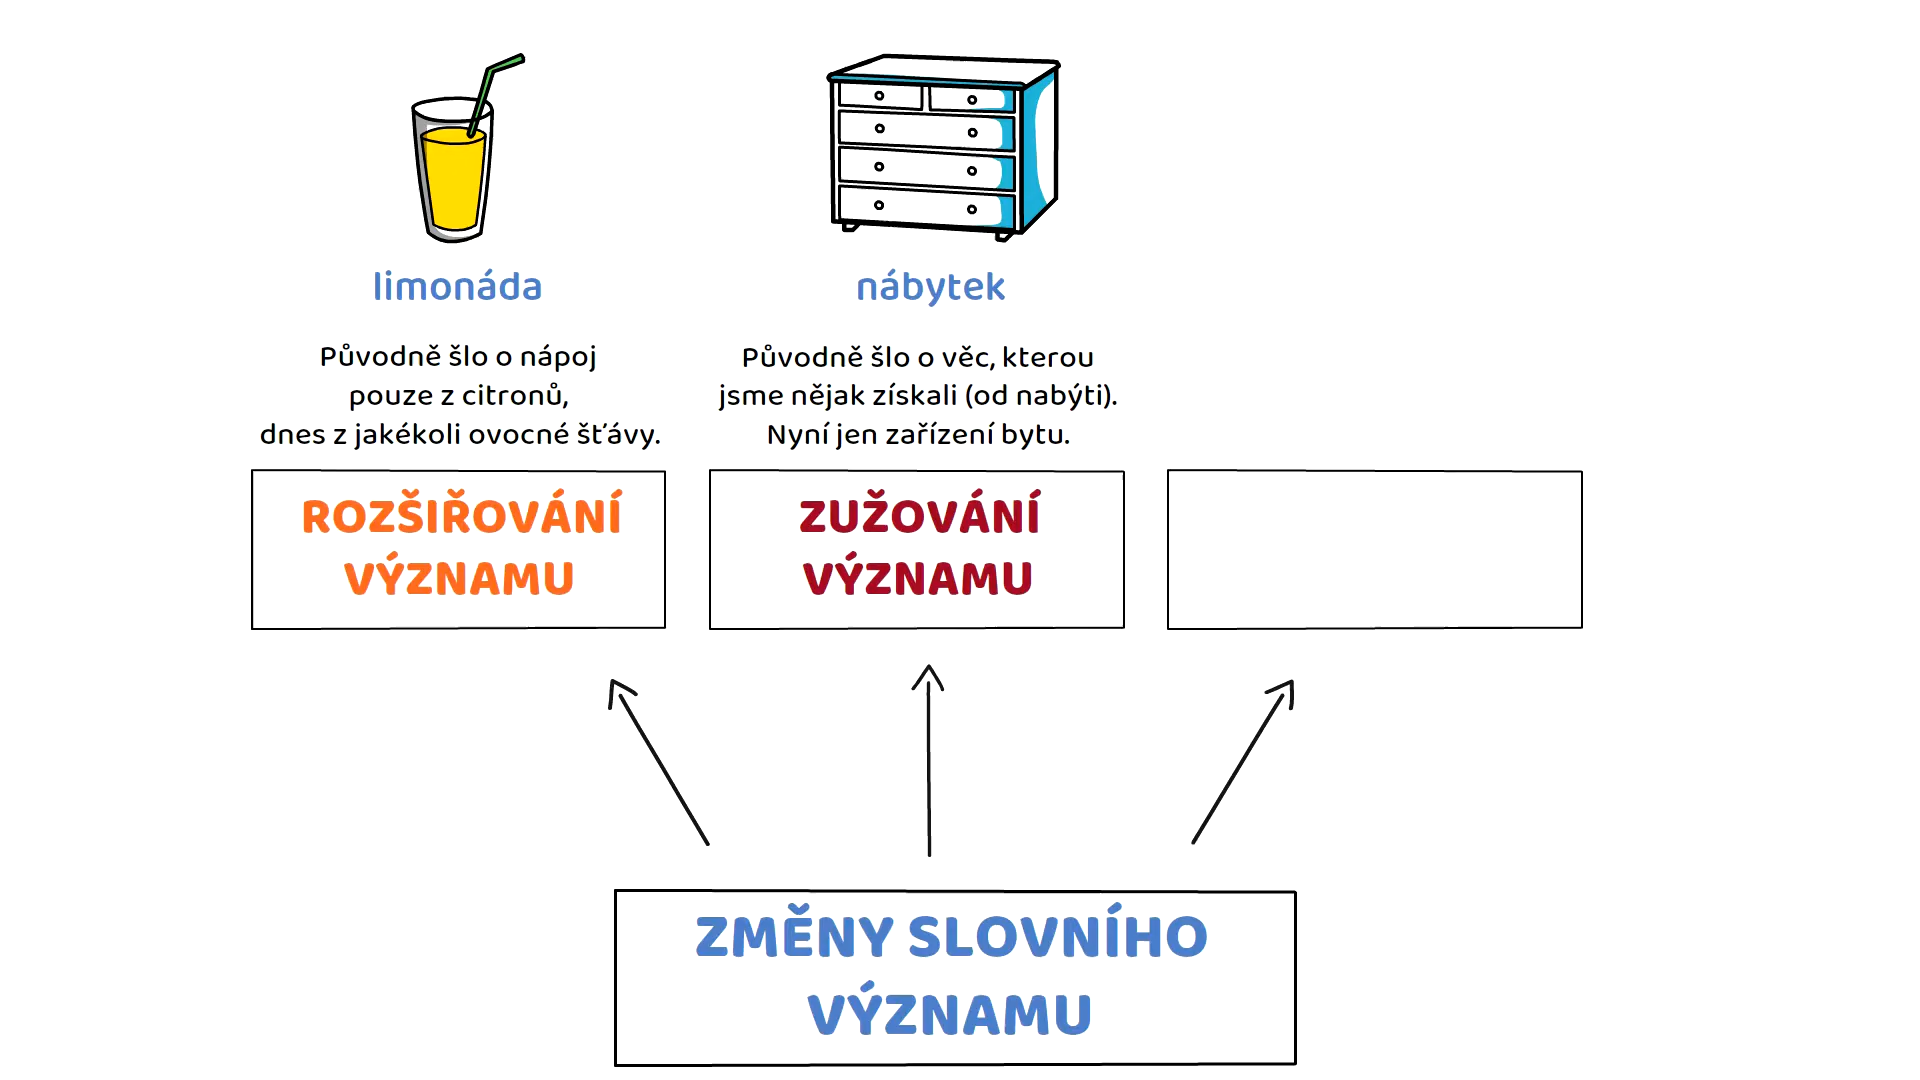 limonáda
Původně šlo o nápoj
pouze z citronů,
dnes z jakékoli ovocné šťávy.
ROZŠIŘOVÁNÍ
VÝZNAMU
nábytek
Původně šlo o věc, kterou
jsme nějak získali (od nabýti).
Nyní jen zařízení bytu.
ZUŽOVÁNÍ
VÝZNAMU
ZMĚNY SLOVNÍHO
VÝZNAMU